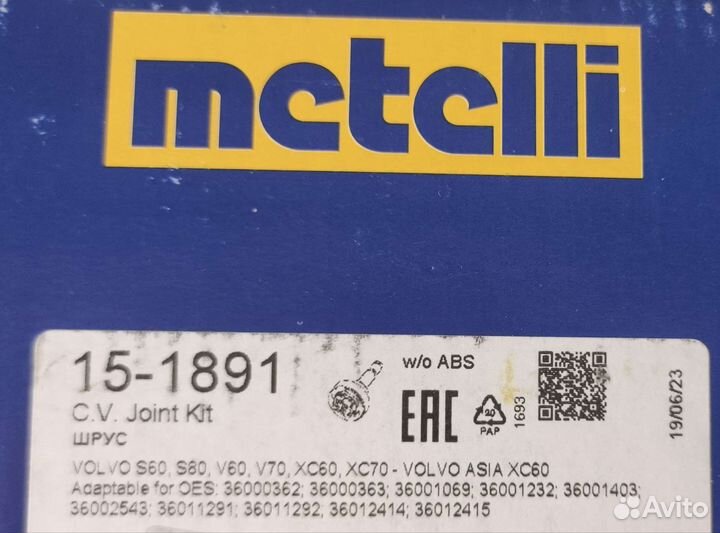 metelli
15-1891
w/o ABS
C.V. Joint Kit
ШРУС
EAC
20
PAP
1693
19/06/23
VOLVO S60, S80, V60, V70, XC60, XC70 - VOLVO ASIA XC60
Adaptable for OES: 36000362; 36000363; 36001069; 36001232; 36001403;
36002543; 36011291; 36011292; 36012414; 36012415
Avito